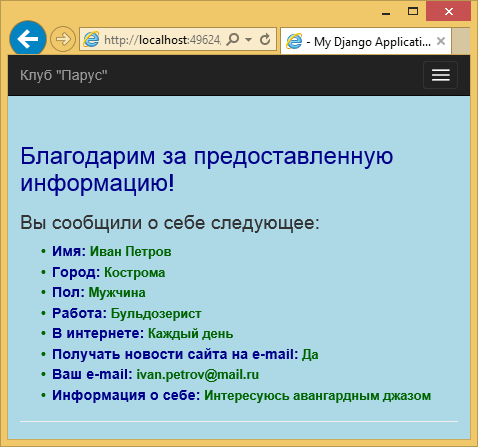 http://localhost:49624,
- My Django Applicati...
Клуб "Парус"
Благодарим за предоставленную
информацию!
Вы сообщили о себе следующее:
• Имя: Иван Петров
• Город: Кострома
• Пол: Мужчина
• Работа: Бульдозерист
• В интернете: Каждый день
• Получать новости сайта на e-mail: Да
• Ваш e-mail: ivan.petrov@mail.ru
• Информация о себе: Интересуюсь авангардным джазом